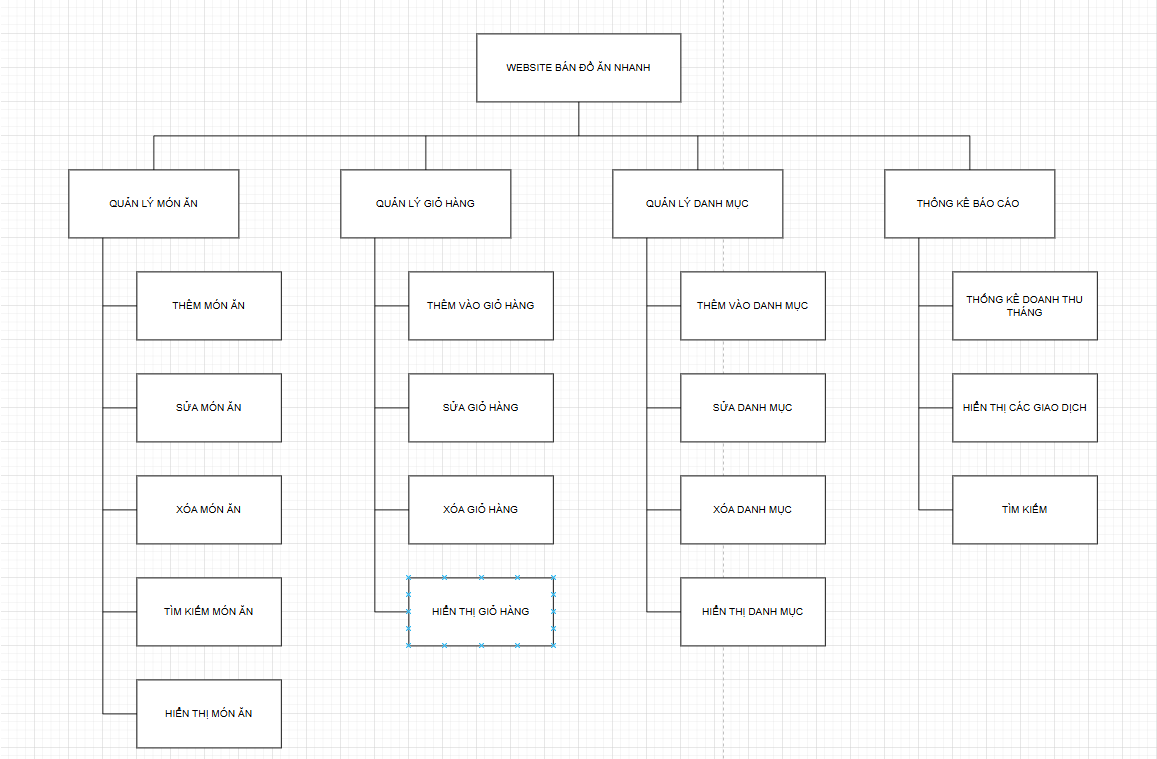 WEBSITE BÁN ĐỒ ĂN NHANH
QUẢN LÝ MÓN ĂN
QUẢN LÝ GIỎ HÀNG
QUẢN LÝ DANH MỤC
THỐNG KÊ BÁO CÁO
THÊM MÓN ĂN
THÊM VÀO GIỎ HÀNG
THÊM VÀO DANH MỤC
THỐNG KÊ DOANH THU
THÁNG
SỬA MÓN ĂN
SỬA GIỎ HÀNG
SỬA DANH MỤC
HIỂN THỊ CÁC GIAO DỊCH
XÓA MÓN ĂN
XÓA GIỎ HÀNG
XÓA DANH MỤC
TÌM KIẾM
TÌM KIẾM MÓN ĂN
HIỂN THỊ GIỎ HÀNG
HIỂN THỊ DANH MỤC
HIỂN THỊ MÓN ĂN